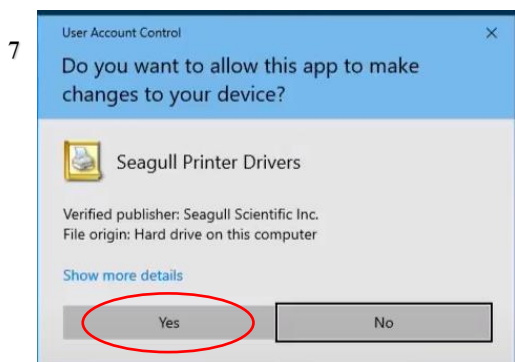 7
User Account Control
Do you want to allow this app to make
changes to your device?
Seagull Printer Drivers
Verified publisher: Seagull Scientific Inc.
File origin: Hard drive on this computer
Show more details
Yes
No